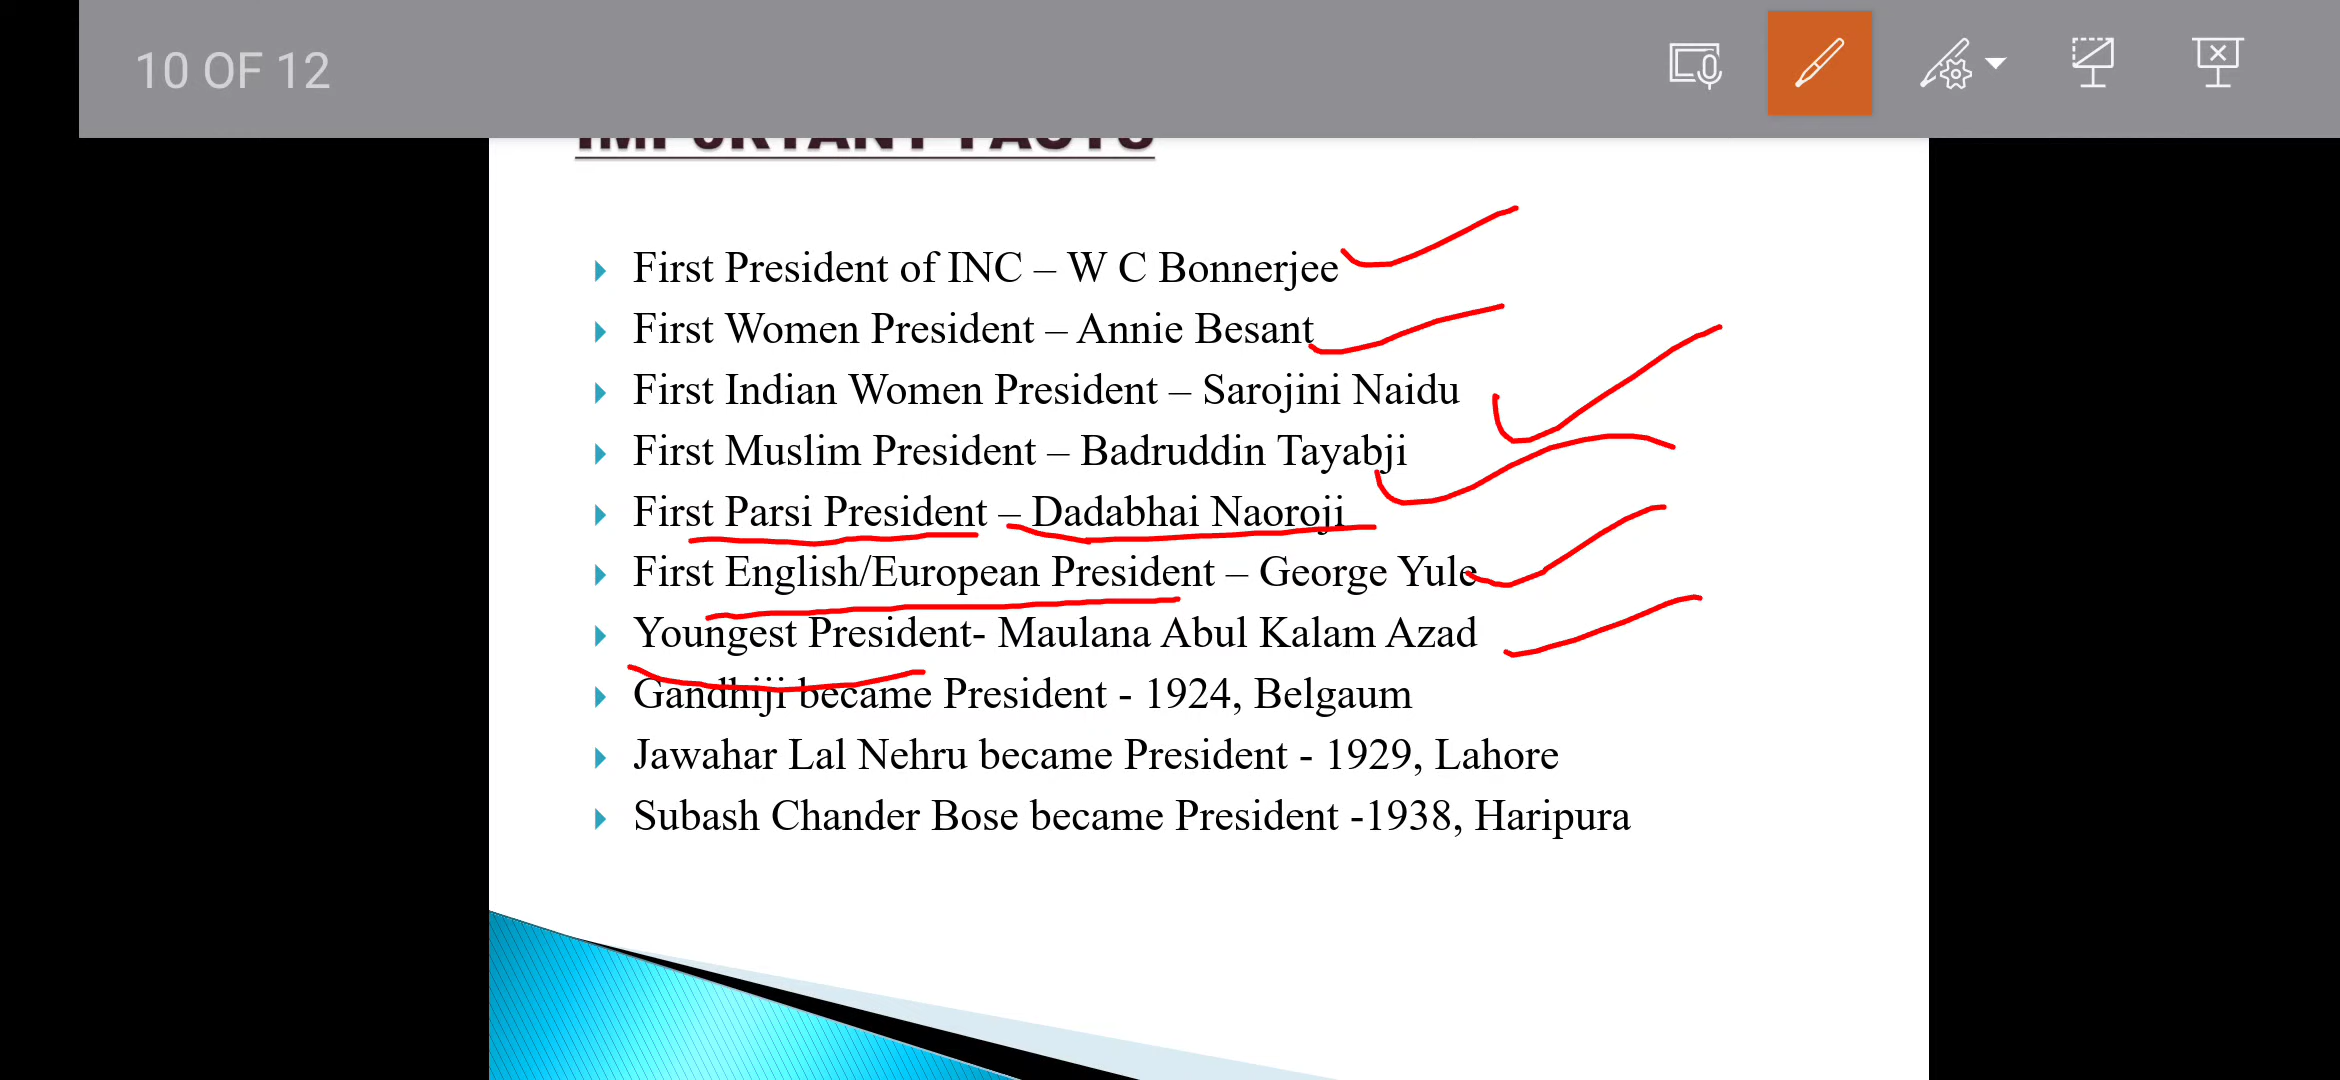 10 OF 12
IMPORTANT FACTS
First President of INC – W C Bonnerjee
First Women President – Annie Besant
First Indian Women President – Sarojini Naidu
First Muslim President – Badruddin Tayabji
First Parsi President – Dadabhai Naoroji
First English/European President – George Yule
Youngest President- Maulana Abul Kalam Azad
Gandhiji became President - 1924, Belgaum
Jawahar Lal Nehru became President - 1929, Lahore
Subash Chander Bose became President -1938, Haripura